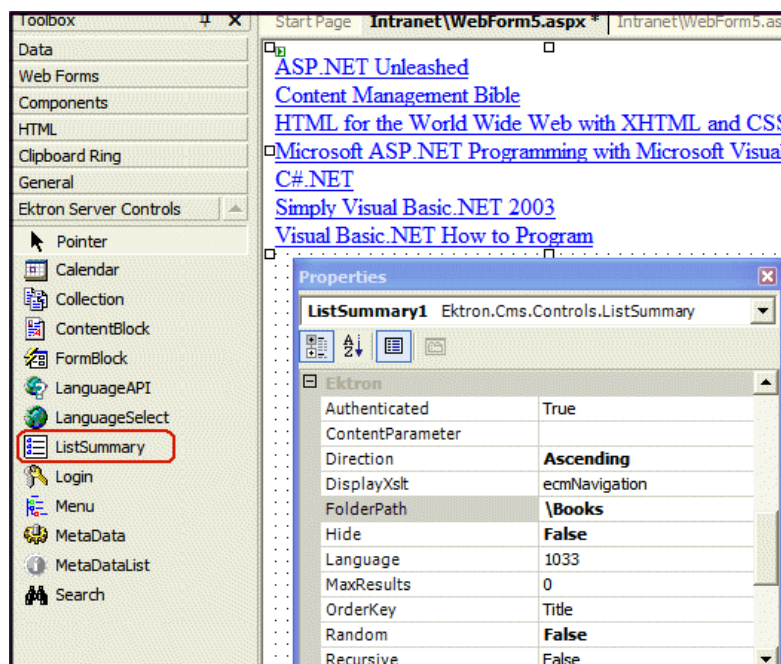 Toolbox
Start Page Intranet\WebForm5.aspx * Intranet\WebForm5.as
Data
Web Forms
Components
HTML
Clipboard Ring
General
Ektron Server Controls
Pointer
Calendar
Collection
ContentBlock
FormBlock
LanguageAPI
LanguageSelect
ListSummary
Login
Menu
MetaData
MetaDataList
Search
ASP.NET Unleashed
Content Management Bible
HTML for the World Wide Web with XHTML and CSS
Microsoft ASP.NET Programming with Microsoft Visual
C#.NET
Simply Visual Basic.NET 2003
Visual Basic.NET How to Program
Properties
ListSummary1 Ektron.Cms.Controls.ListSummary
Ektron
Authenticated True
ContentParameter
Direction Ascending
DisplayXslt ecmNavigation
FolderPath \Books
Hide False
Language 1033
MaxResults 0
OrderKey Title
Random False
Recursive False